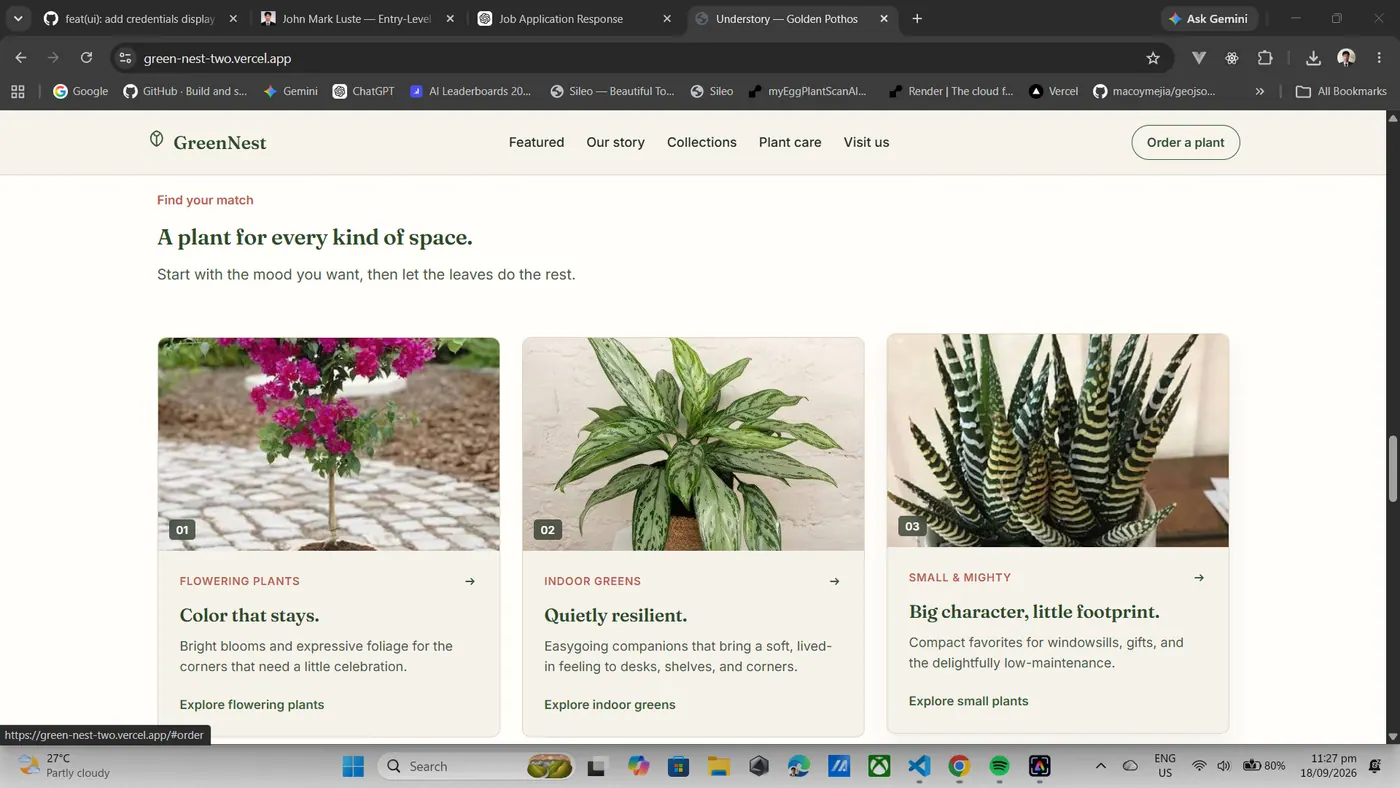 feat(ui): add credentials display
John Mark Luste — Entry-Level
Job Application Response
Understory — Golden Pothos
Ask Gemini
green-nest-two.vercel.app
Google
GitHub · Build and s...
Gemini
ChatGPT
AI Leaderboards 20...
Sileo — Beautiful To...
Sileo
myEggPlantScanAI...
Render | The cloud f...
Vercel
macoymejia/geojso...
All Bookmarks
GreenNest
Featured
Our story
Collections
Plant care
Visit us
Order a plant
Find your match
A plant for every kind of space.
Start with the mood you want, then let the leaves do the rest.
01
FLOWERING PLANTS
Color that stays.
Bright blooms and expressive foliage for the
corners that need a little celebration.
Explore flowering plants
02
INDOOR GREENS
Quietly resilient.
Easygoing companions that bring a soft, lived-
in feeling to desks, shelves, and corners.
Explore indoor greens
03
SMALL & MIGHTY
Big character, little footprint.
Compact favorites for windowsills, gifts, and
the delightfully low-maintenance.
Explore small plants
https://green-nest-two.vercel.app/#order
27°C
Partly cloudy
Search
ENG
US
80%
11:27 pm
18/09/2026